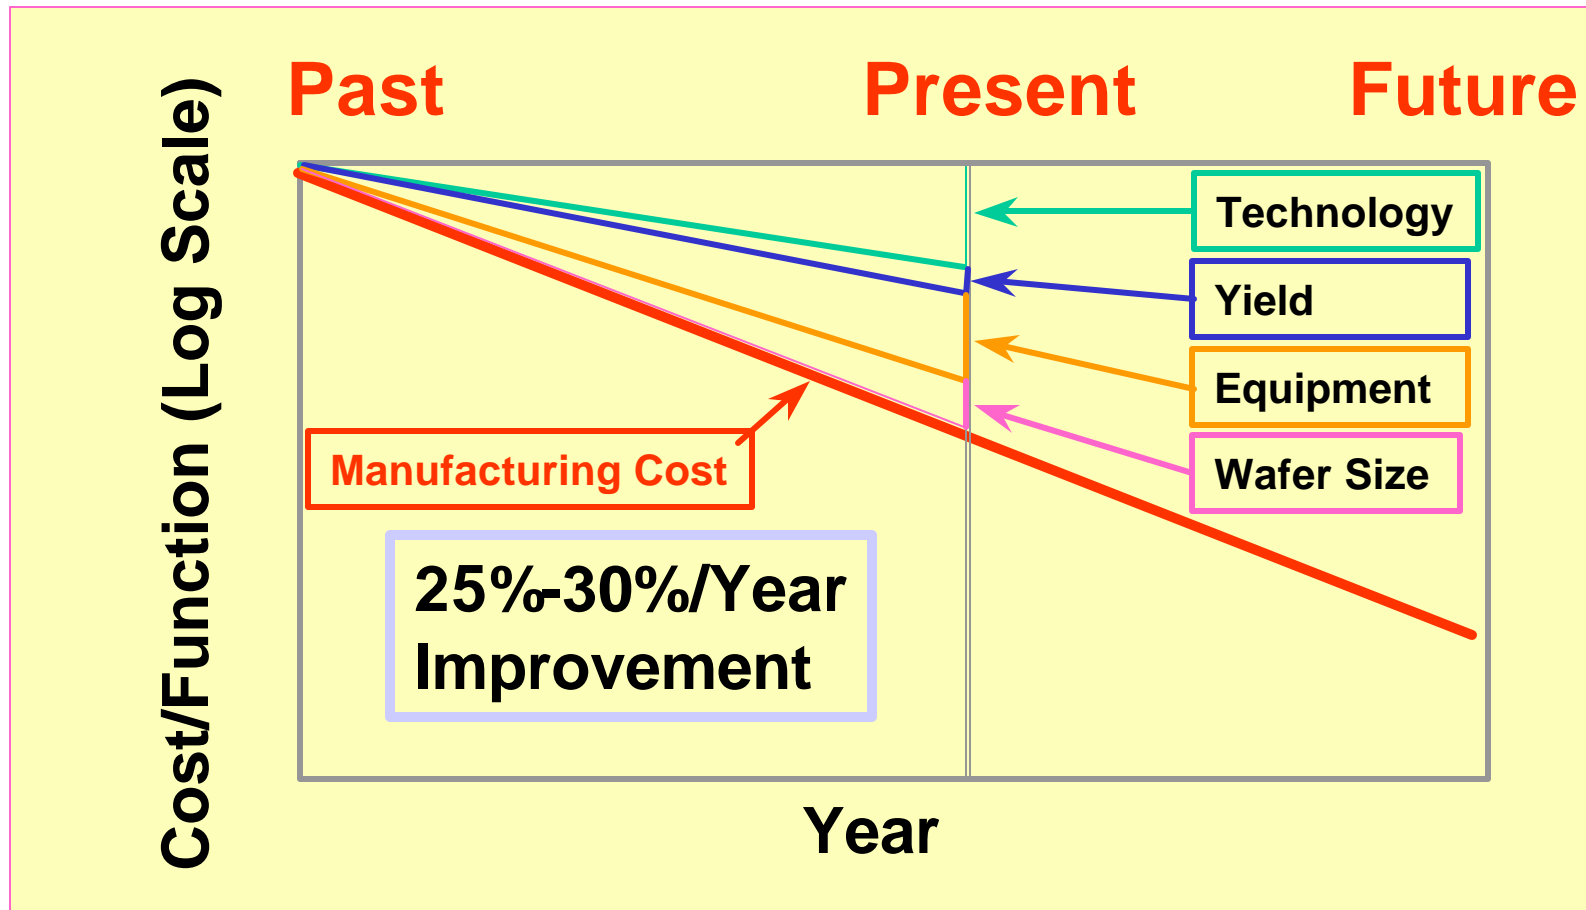 Past
Present
Future
Cost/Function (Log Scale)
Technology
Yield
Equipment
Wafer Size
Manufacturing Cost
25%-30%/Year
Improvement
Year